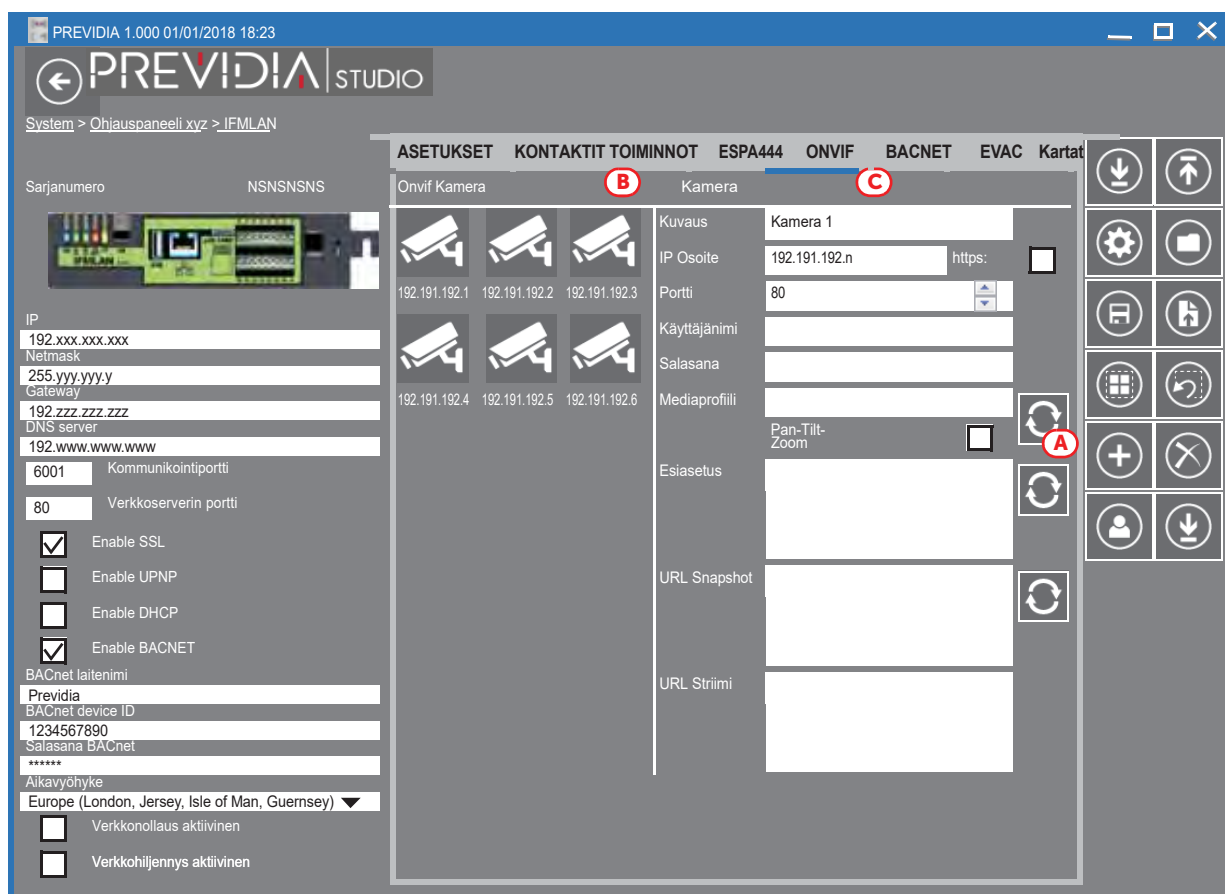 PREVIDIA 1.000 01/01/2018 18:23
PREVIDIA STUDIO
System > Ohjauspaneeli xyz > IFMLAN
ASETUKSET KONTAKTIT TOIMINNOT ESPA444 ONVIF BACNET EVAC Kartat
Sarjanumero NSNSNSNS
IFMLAN
IP
192.xxx.xxx.xxx
Netmask
255.yyy.yyy.y
Gateway
192.zzz.zzz.zzz
DNS server
192.www.www.www
6001 Kommunikointiportti
80 Verkkoserverin portti
Enable SSL
Enable UPNP
Enable DHCP
Enable BACNET
BACnet laitenimi
Previdia
BACnet device ID
1234567890
Salasana BACnet
******
Aikavyöhyke
Europe (London, Jersey, Isle of Man, Guernsey)
Verkkonollaus aktiivinen
Verkkohiljennys aktiivinen
Onvif Kamera B
192.191.192.1 192.191.192.2 192.191.192.3
192.191.192.4 192.191.192.5 192.191.192.6
Kamera C
Kuvaus Kamera 1
IP Osoite 192.191.192.n https:
Portti 80
Käyttäjänimi
Salasana
Mediaprofiili
Pan-Tilt-
Zoom
A
Esiasetus
URL Snapshot
URL Striimi